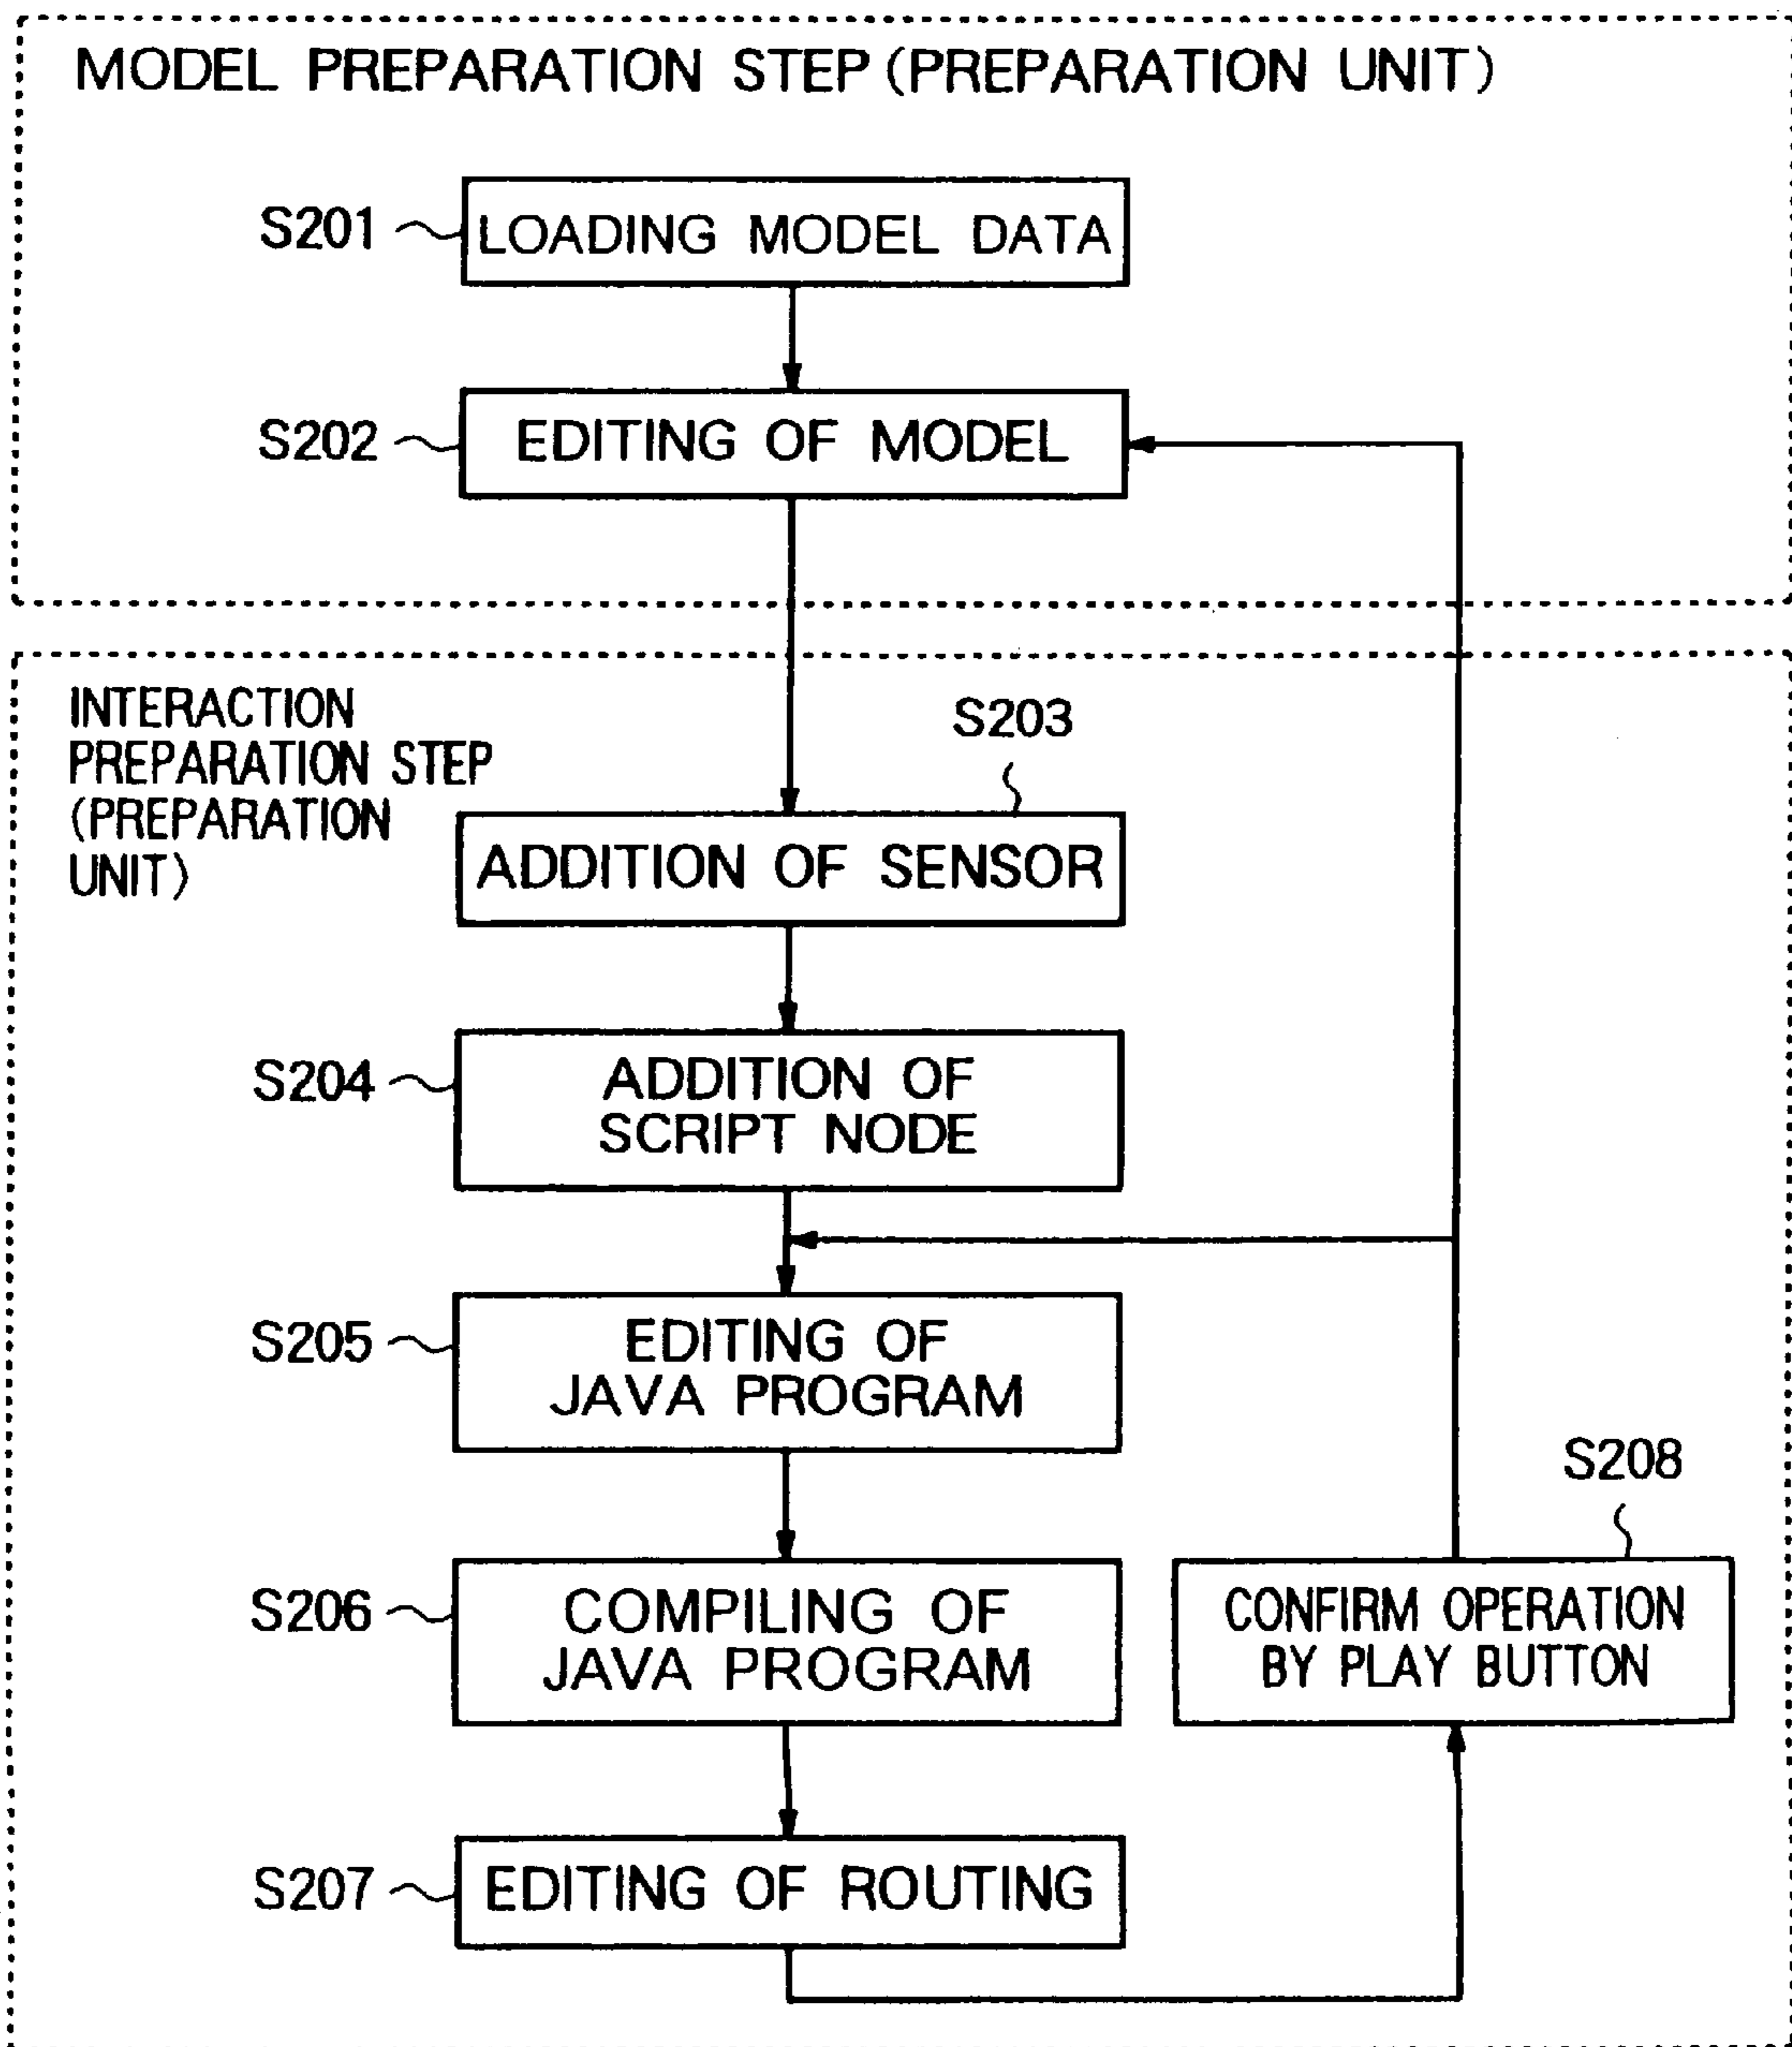 MODEL PREPARATION STEP (PREPARATION UNIT)
S201
LOADING MODEL DATA
S202
EDITING OF MODEL
INTERACTION
PREPARATION STEP
(PREPARATION
UNIT)
S203
ADDITION OF SENSOR
S204
ADDITION OF
SCRIPT NODE
S205
EDITING OF
JAVA PROGRAM
S206
COMPILING OF
JAVA PROGRAM
S208
CONFIRM OPERATION
BY PLAY BUTTON
S207
EDITING OF ROUTING